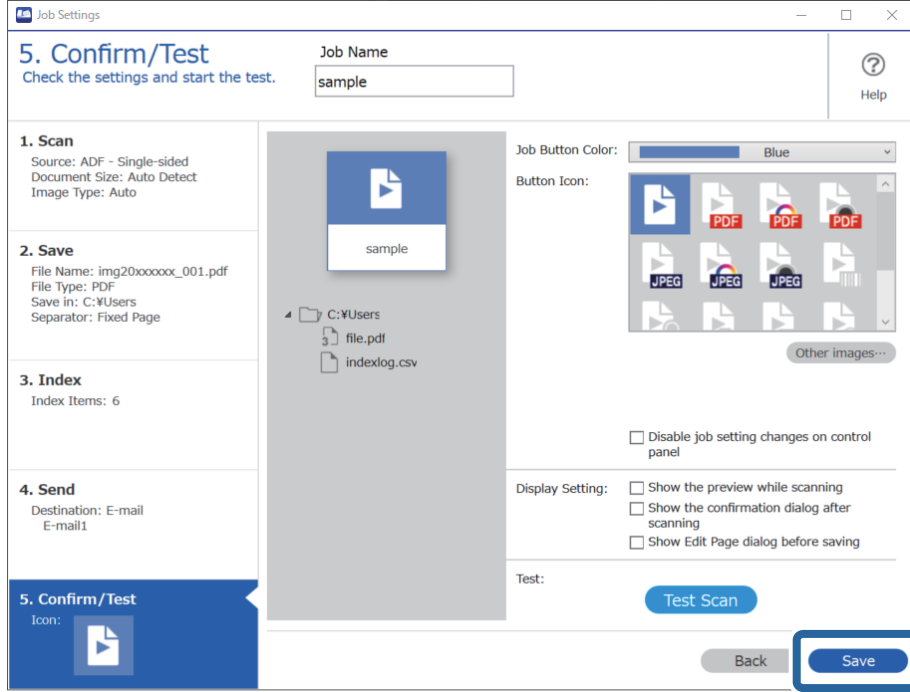 Job Settings
5. Confirm/Test
Check the settings and start the test.
Job Name
sample
Help
1. Scan
Source: ADF - Single-sided
Document Size: Auto Detect
Image Type: Auto
2. Save
File Name: img20xxxxxx_001.pdf
File Type: PDF
Save in: C:¥Users
Separator: Fixed Page
3. Index
Index Items: 6
4. Send
Destination: E-mail
E-mail1
5. Confirm/Test
Icon:
sample
C:¥Users
3 file.pdf
indexlog.csv
Job Button Color:
Blue
Button Icon:
PDF PDF PDF
JPEG JPEG JPEG
Other images…
Disable job setting changes on control
panel
Display Setting:
Show the preview while scanning
Show the confirmation dialog after
scanning
Show Edit Page dialog before saving
Test:
Test Scan
Back
Save